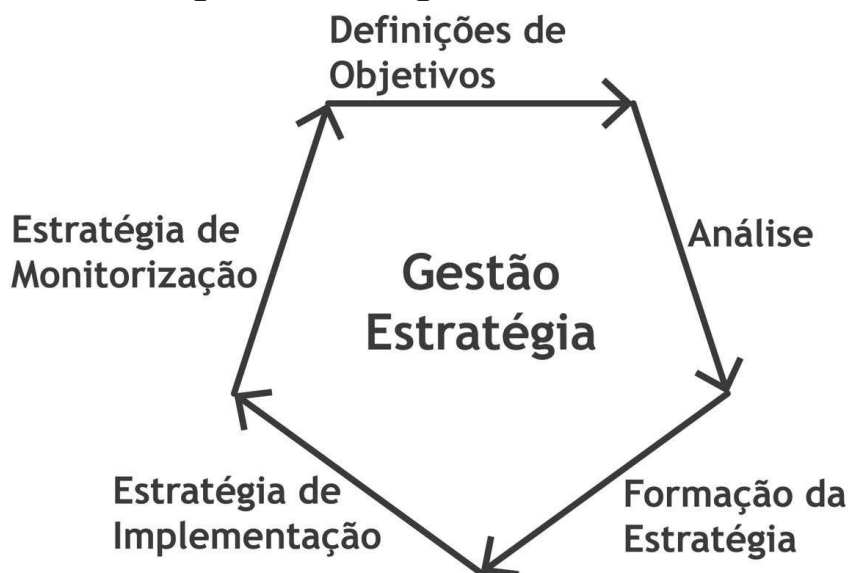 Definições de
Objetivos
Análise
Estratégia de
Monitorização
Gestão
Estratégia
Formação da
Estratégia
Estratégia de
Implementação